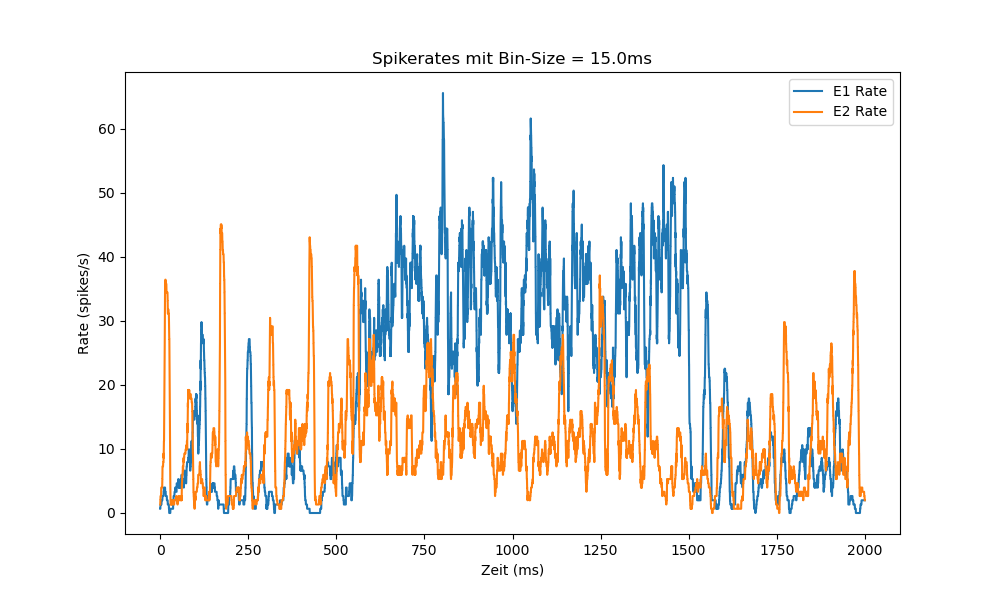 Spikerates mit Bin-Size = 15.0ms
E1 Rate
E2 Rate
60
50
40
30
20
10
0
Rate (spikes/s)
0 250 500 750 1000 1250 1500 1750 2000
Zeit (ms)